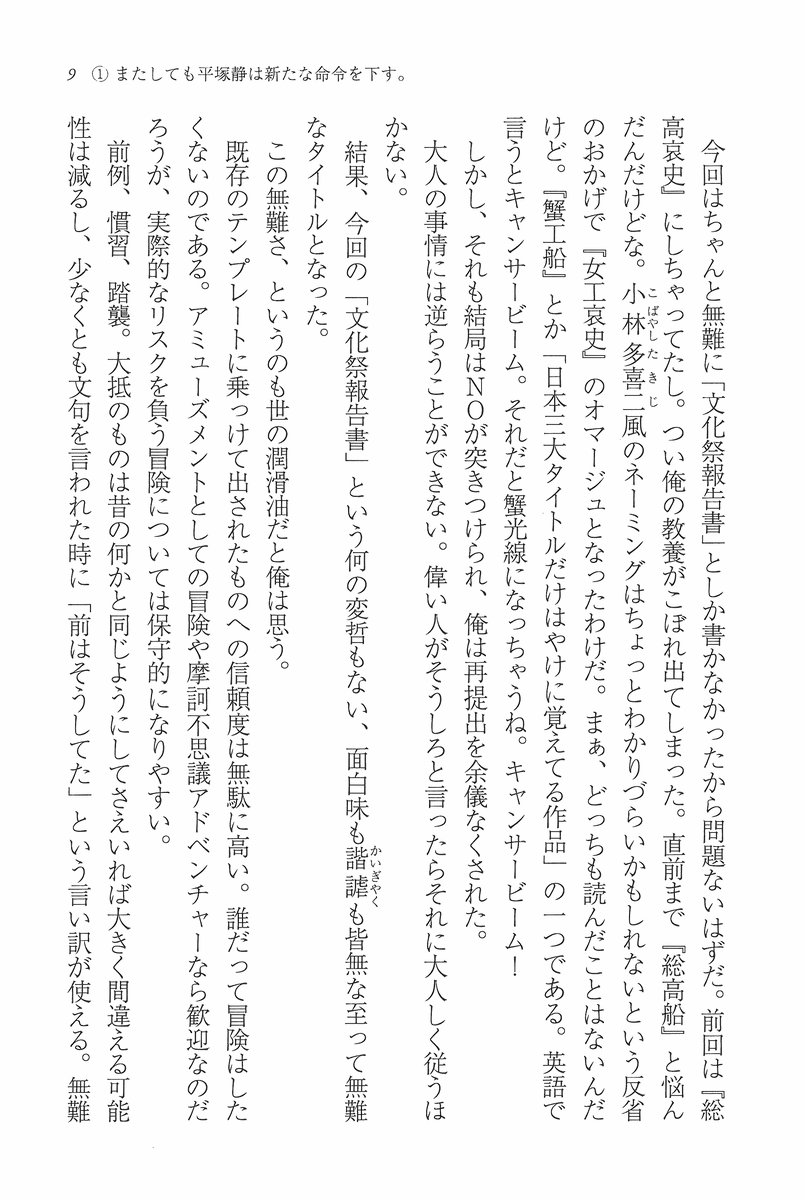 9 ① またしても平塚静は新たな命令を下す。
今回はちゃんと無難に「文化祭報告書」としか書かなかったから問題ないはずだ。前回は『総
高哀史』にしちゃってたし。つい俺の教養がこぼれ出てしまった。直前まで『総高船』と悩ん
だんだけどな。小林多喜二風のネーミングはちょっとわかりづらいかもしれないという反省
のおかげで『女工哀史』のオマージュとなったわけだ。まぁ、どっちも読んだことはないんだ
けど。『蟹工船』とか「日本三大タイトルだけはやけに覚えてる作品」の一つである。英語で
言うとキャンサービーム。それだと蟹光線になっちゃうね。キャンサービーム！
しかし、それも結局はＮＯが突きつけられ、俺は再提出を余儀なくされた。
大人の事情には逆らうことができない。偉い人がそうしろと言ったらそれに大人しく従うほ
かない。
結果、今回の「文化祭報告書」という何の変哲もない、面白味も諧謔も皆無な至って無難
なタイトルとなった。
この無難さ、というのも世の潤滑油だと俺は思う。
既存のテンプレートに乗っけて出されたものへの信頼度は無駄に高い。誰だって冒険はした
くないのである。アミューズメントとしての冒険や摩訶不思議アドベンチャーなら歓迎なのだ
ろうが、実際的なリスクを負う冒険については保守的になりやすい。
前例、慣習、踏襲。大抵のものは昔の何かと同じようにしてさえいれば大きく間違える可能
性は減るし、少なくとも文句を言われた時に「前はそうしてた」という言い訳が使える。無難